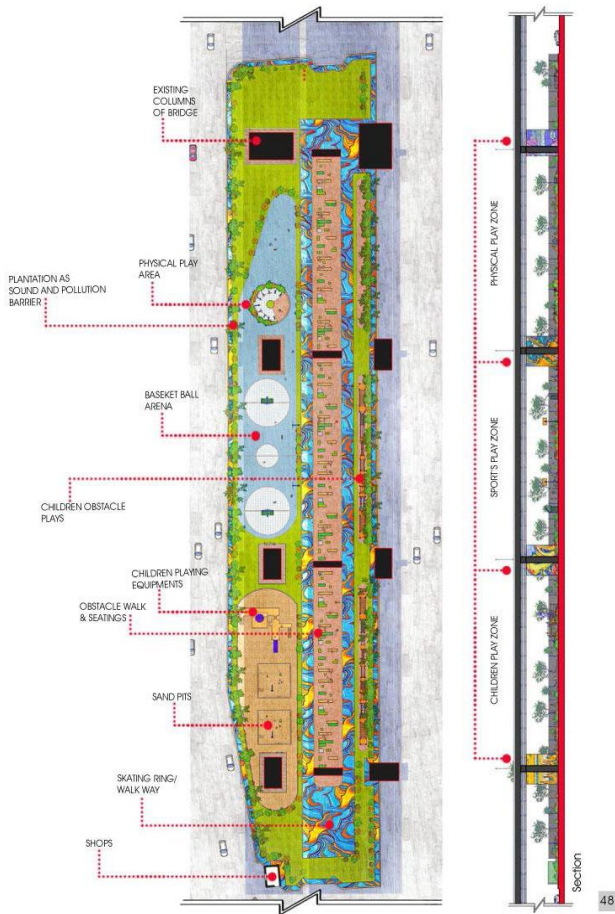 EXISTING
COLUMNS
OF BRIDGE
PHYSICAL PLAY
AREA
PLANTATION AS
SOUND AND POLLUTION
BARRIER
BASEKET BALL
ARENA
CHILDREN OBSTACLE
PLAYS
CHILDREN PLAYING
EQUIPMENTS
OBSTACLE WALK
& SEATINGS
SAND PITS
SKATING RING/
WALK WAY
SHOPS
PHYSICAL PLAY ZONE
SPORT'S PLAY ZONE
CHILDREN PLAY ZONE
Section
48